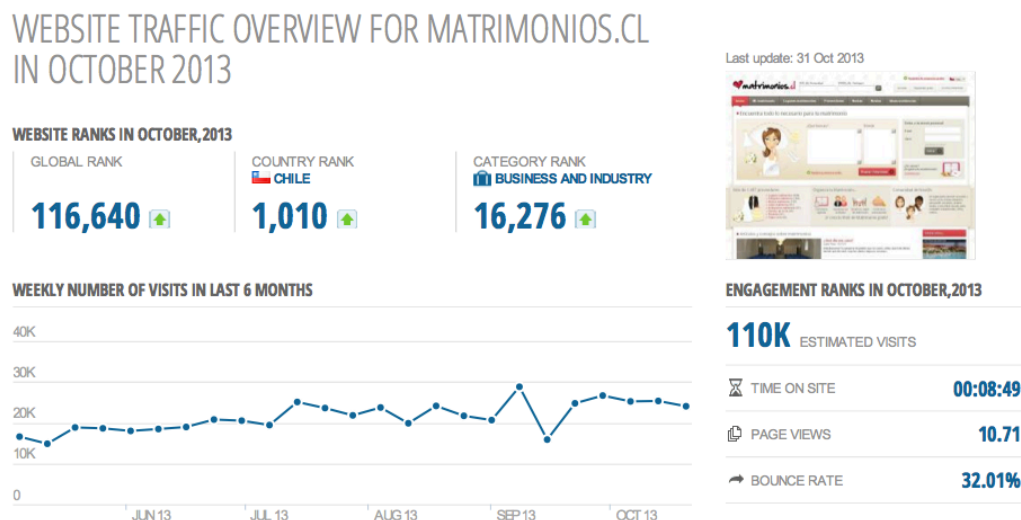 WEBSITE TRAFFIC OVERVIEW FOR MATRIMONIOS.CL
IN OCTOBER 2013
Last update: 31 Oct 2013
matrimonios.cl
WEBSITE RANKS IN OCTOBER,2013
GLOBAL RANK
116,640
COUNTRY RANK
CHILE
1,010
CATEGORY RANK
BUSINESS AND INDUSTRY
16,276
WEEKLY NUMBER OF VISITS IN LAST 6 MONTHS
40K
30K
20K
10K
0
JUN 13 JUL 13 AUG 13 SEP 13 OCT 13
ENGAGEMENT RANKS IN OCTOBER,2013
110K ESTIMATED VISITS
TIME ON SITE 00:08:49
PAGE VIEWS 10.71
BOUNCE RATE 32.01%